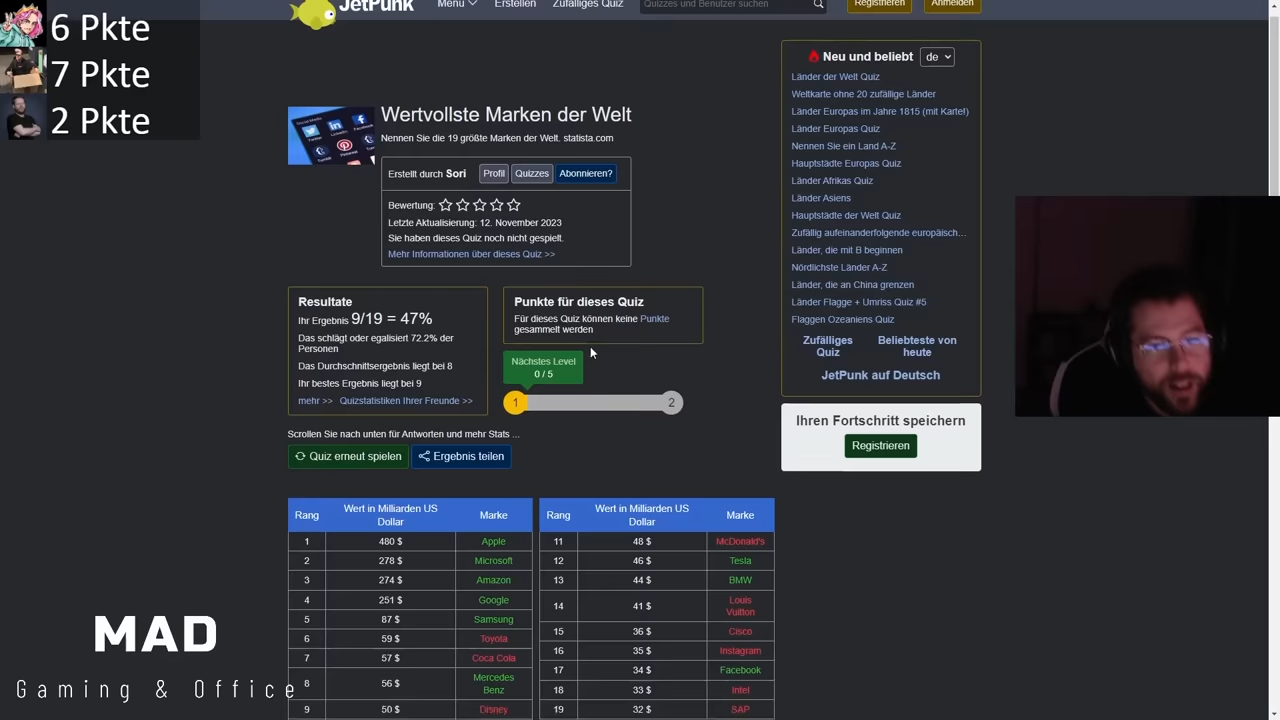 6 Pkte
7 Pkte
2 Pkte
JetPunk
Menü
Erstellen
Zufälliges Quiz
Quizzes und Benutzer suchen
Registrieren
Anmelden
Wertvollste Marken der Welt
Nennen Sie die 19 größte Marken der Welt. statista.com
Erstellt durch Sori
Profil
Quizzes
Abonnieren?
Bewertung:
Letzte Aktualisierung: 12. November 2023
Sie haben dieses Quiz noch nicht gespielt.
Mehr Informationen über dieses Quiz >>
Resultate
Ihr Ergebnis 9/19 = 47%
Das schlägt oder egalisiert 72.2% der
Personen
Das Durchschnittsergebnis liegt bei 8
Ihr bestes Ergebnis liegt bei 9
mehr >> Quizstatistiken Ihrer Freunde >>
Punkte für dieses Quiz
Für dieses Quiz können keine Punkte
gesammelt werden
Nächstes Level
0 / 5
1
2
Scrollen Sie nach unten für Antworten und mehr Stats ...
Quiz erneut spielen
Ergebnis teilen
Rang Wert in Milliarden US Dollar Marke
1 480 $ Apple
2 278 $ Microsoft
3 274 $ Amazon
4 251 $ Google
5 87 $ Samsung
6 59 $ Toyota
7 57 $ Coca Cola
8 56 $ Mercedes Benz
9 50 $ Disney
Rang Wert in Milliarden US Dollar Marke
11 48 $ McDonald's
12 46 $ Tesla
13 44 $ BMW
14 41 $ Louis Vuitton
15 36 $ Cisco
16 35 $ Instagram
17 34 $ Facebook
18 33 $ Intel
19 32 $ SAP
Neu und beliebt de
Länder der Welt Quiz
Weltkarte ohne 20 zufällige Länder
Länder Europas im Jahre 1815 (mit Karte!)
Länder Europas Quiz
Nennen Sie ein Land A-Z
Hauptstädte Europas Quiz
Länder Afrikas Quiz
Länder Asiens
Hauptstädte der Welt Quiz
Zufällig aufeinanderfolgende europäisch...
Länder, die mit B beginnen
Nördlichste Länder A-Z
Länder, die an China grenzen
Länder Flagge + Umriss Quiz #5
Flaggen Ozeaniens Quiz
Zufälliges
Quiz
Beliebteste von
heute
JetPunk auf Deutsch
Ihren Fortschritt speichern
Registrieren
MAD
Gaming & Office